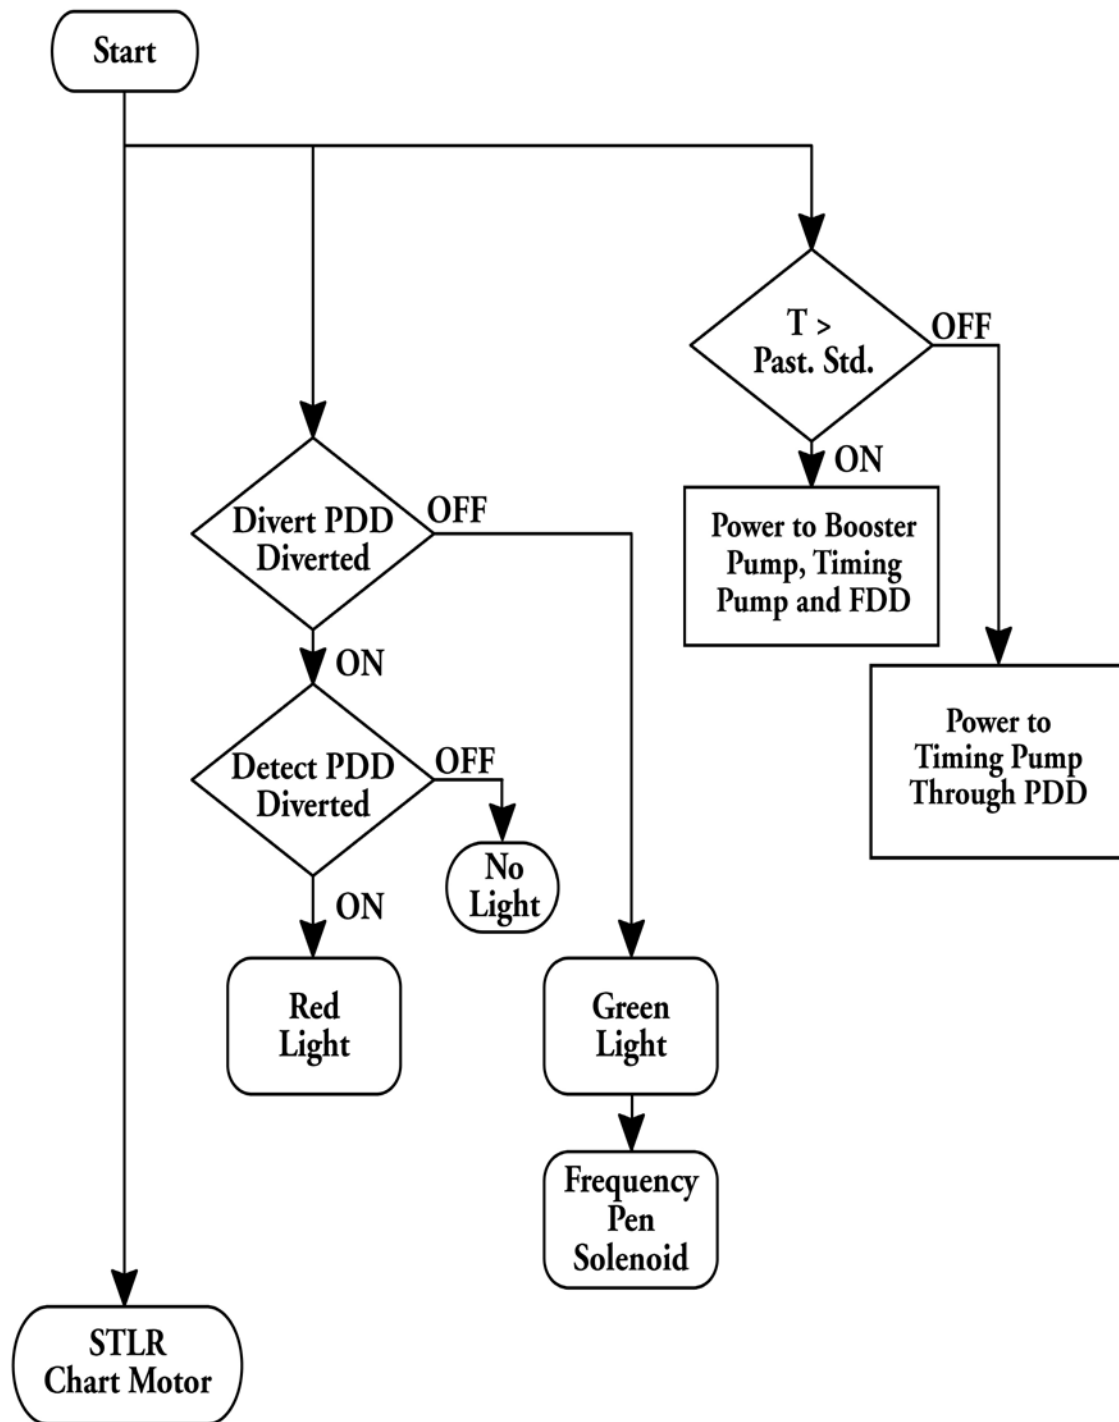 Start
T >
Past. Std.
OFF
ON
Power to Booster
Pump, Timing
Pump and FDD
Power to
Timing Pump
Through PDD
Divert PDD
Diverted
OFF
ON
Detect PDD
Diverted
OFF
ON
No
Light
Red
Light
Green
Light
Frequency
Pen
Solenoid
STLR
Chart Motor